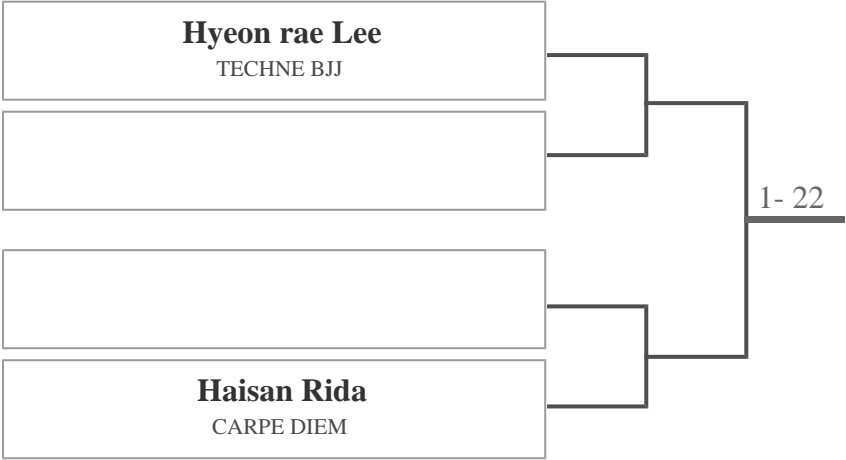 Hyeon rae Lee
TECHNE BJJ
1- 22
Haisan Rida
CARPE DIEM